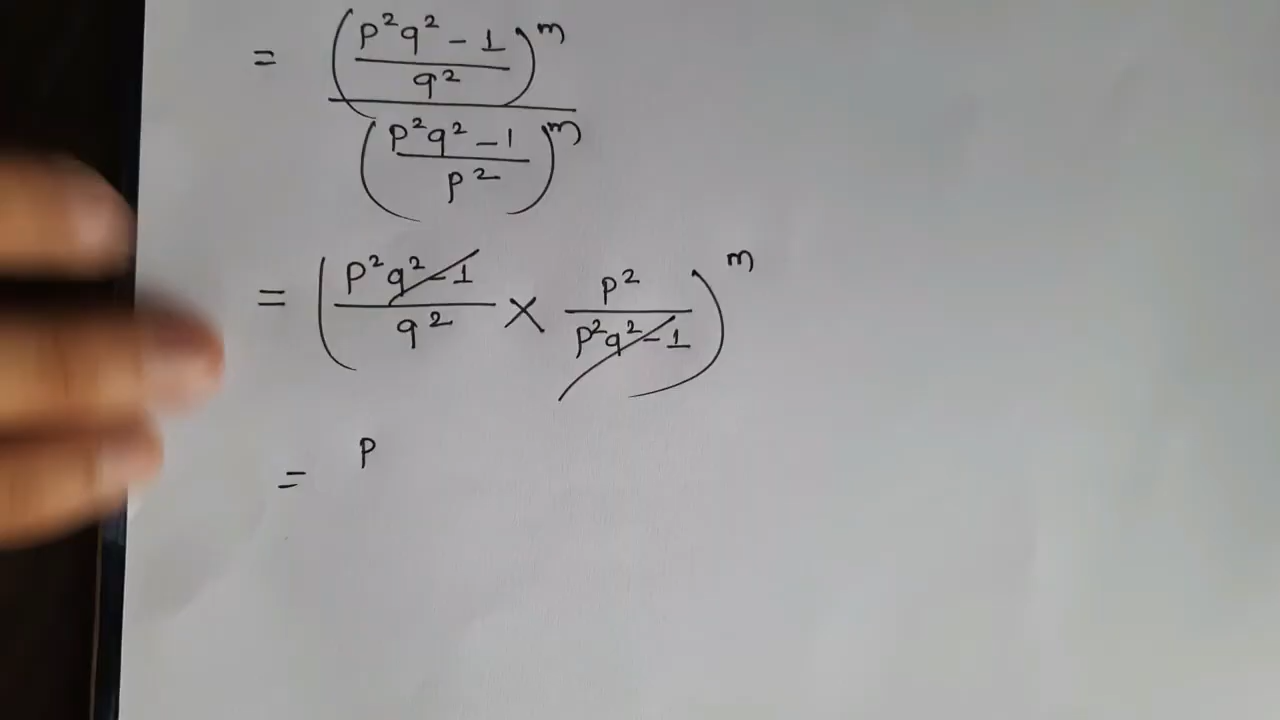 = ((p²q² - 1)/q²)^m / ((p²q² - 1)/p²)^m
= ((p²q² - 1)/q² × p²/(p²q² - 1))^m
= p